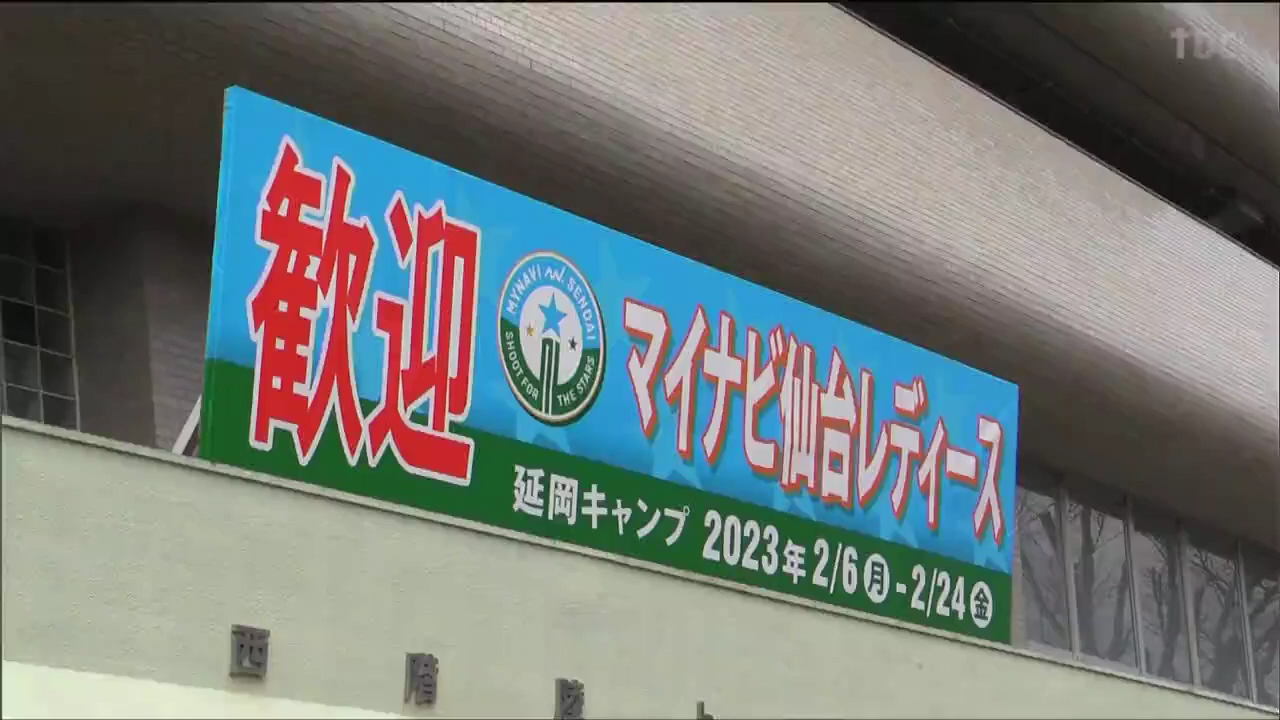 tbc
歓迎
MYNAVI SENDAI
SHOOT FOR THE STARS
マイナビ仙台レディース
延岡キャンプ 2023年 2/6 月 - 2/24 金
西階陸